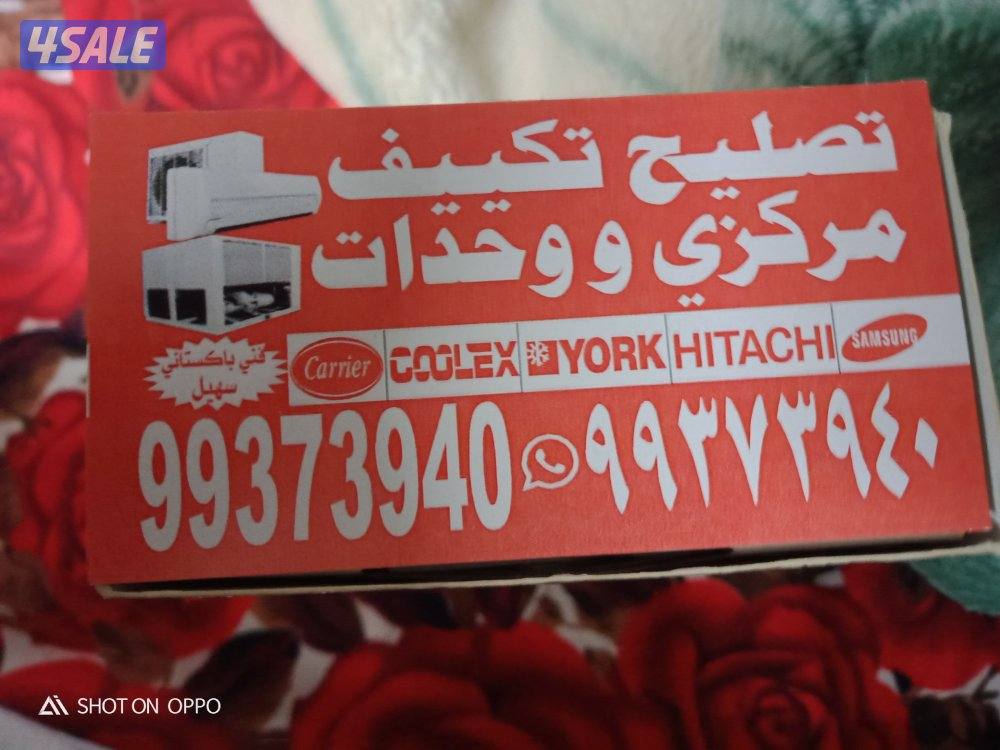 4SALE
تصليح تكييف
مركزي و وحدات
فني باكستاني
سهيل
Carrier COOLEX YORK HITACHI SAMSUNG
99373940 ٩٩٣٧٣٩٤٠
SHOT ON OPPO